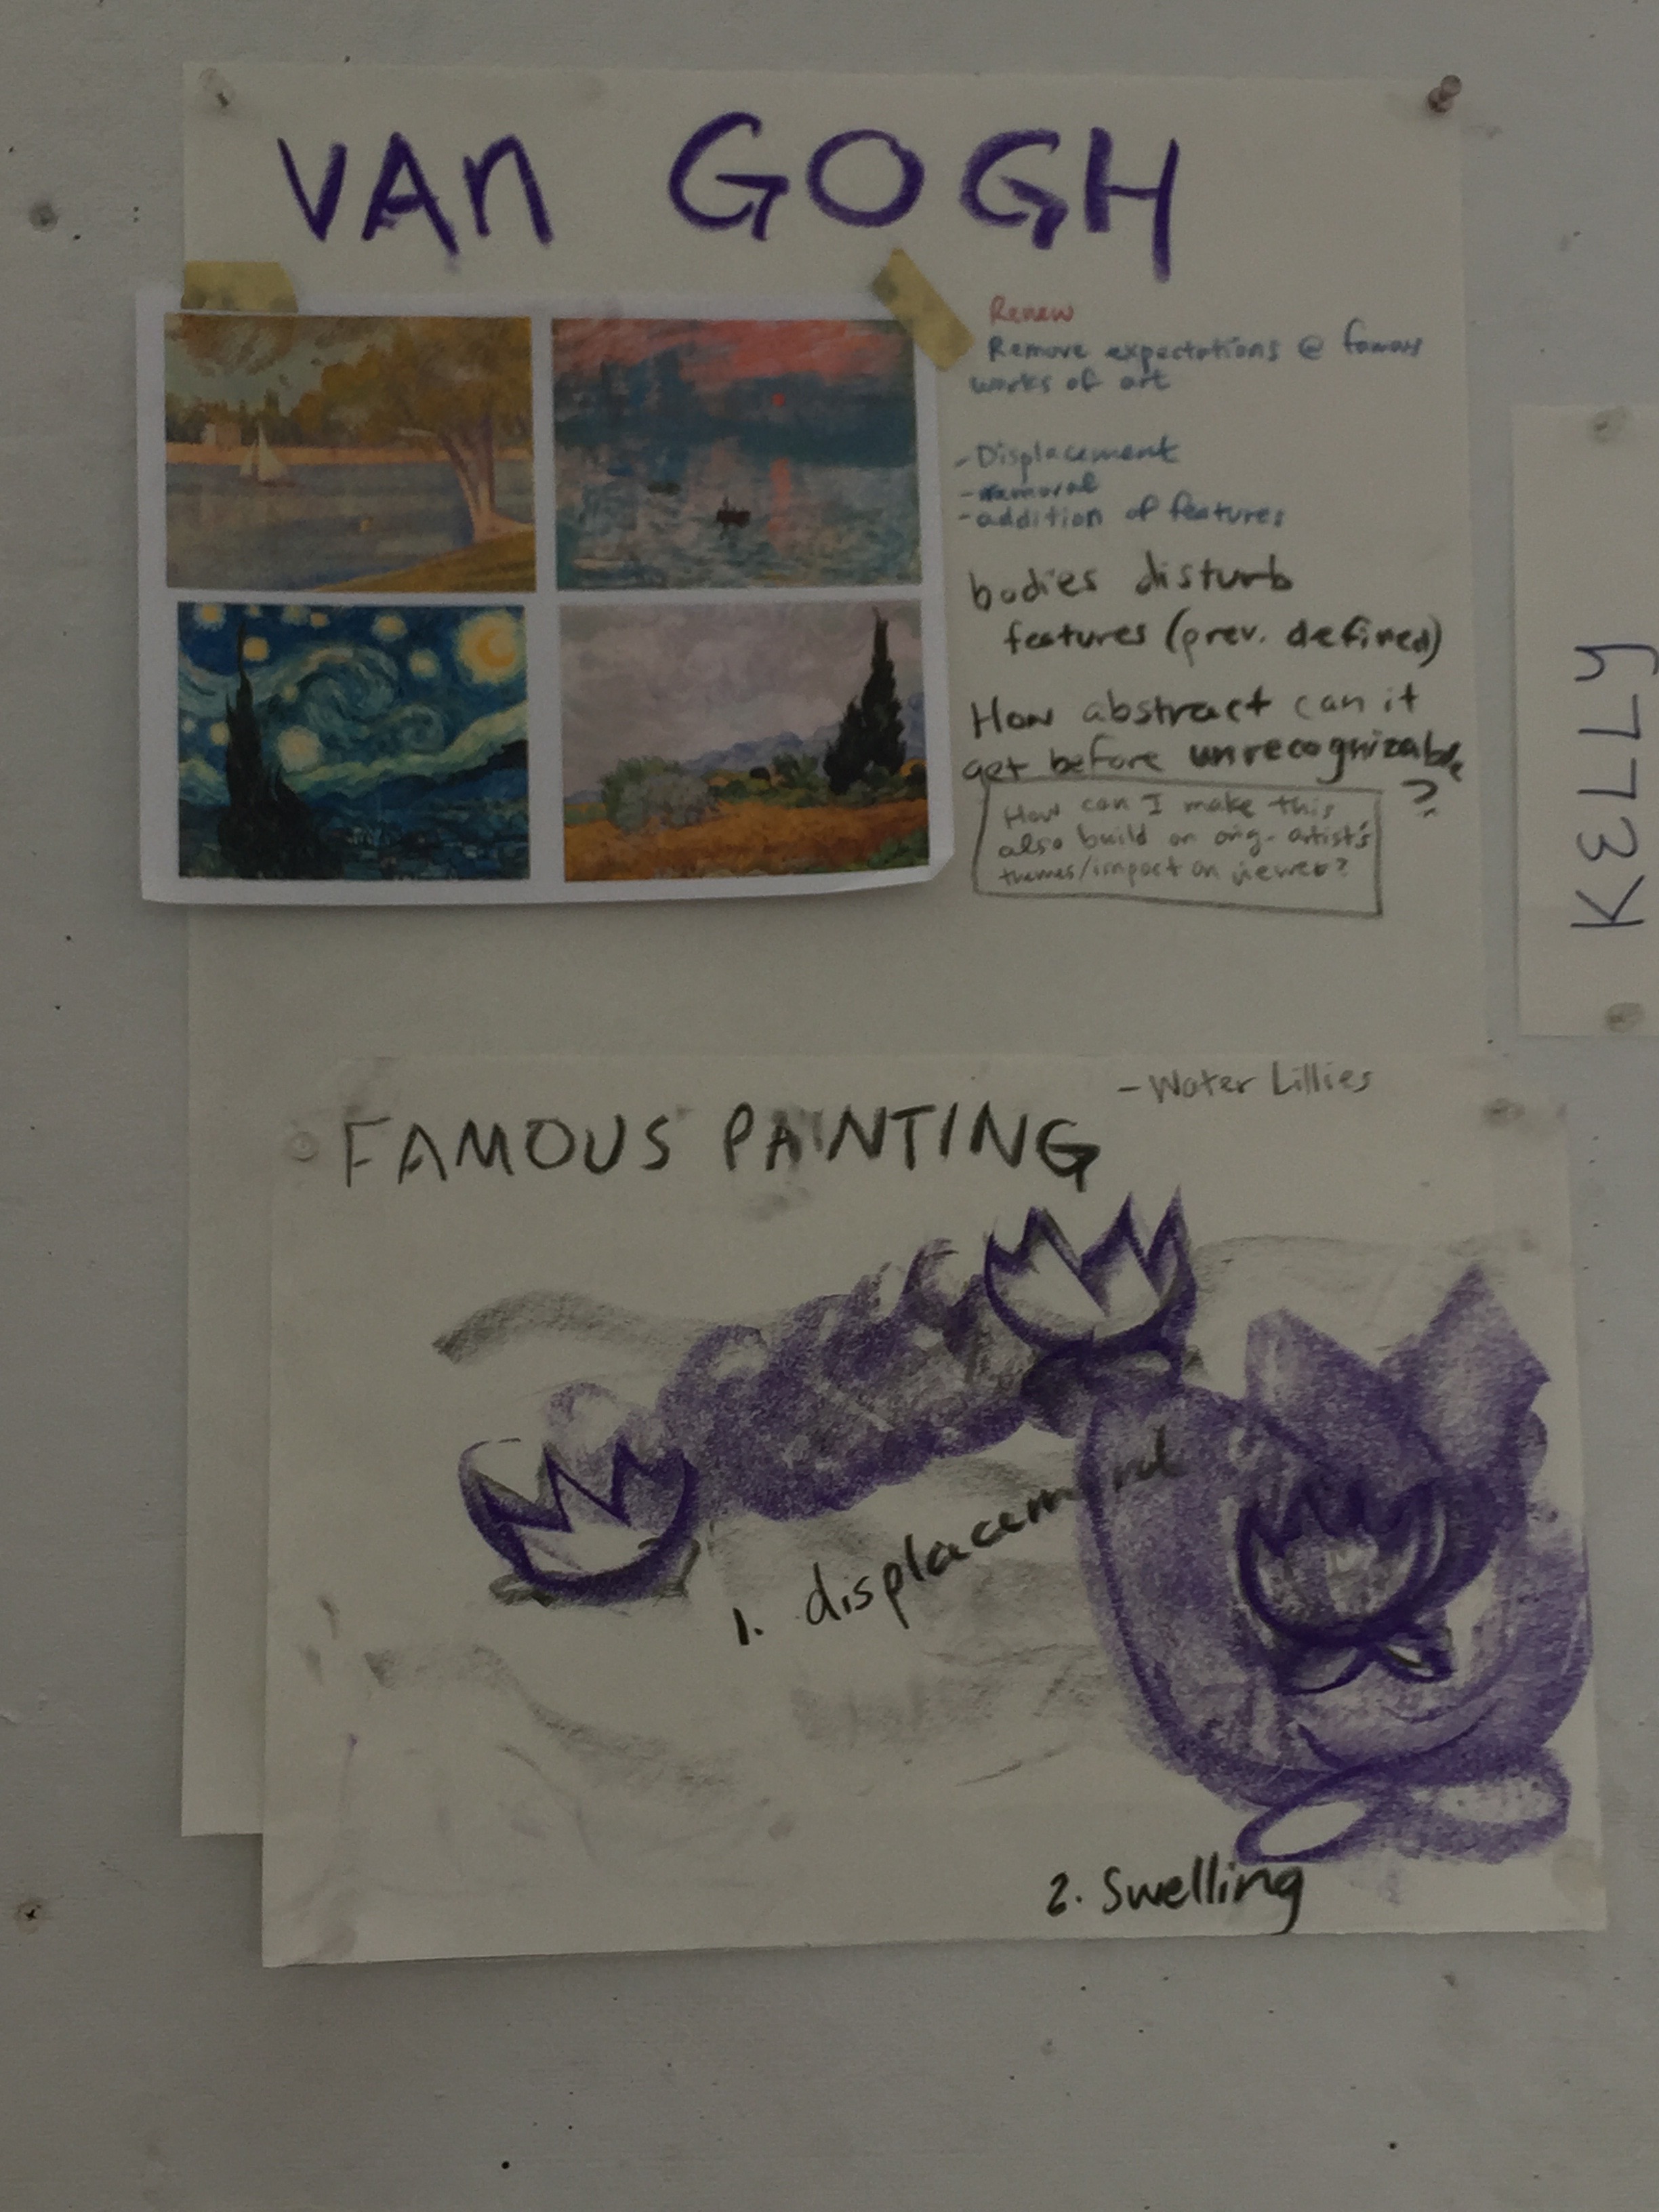 VAn GOGH
Renew
Remove expectations @ famous
works of art
-Displacement
-removal
-addition of features
bodies disturb
features (prev. defined)
How abstract can it
get before unrecognizable
?
How can I make this
also build on orig. artist's
themes/impact on viewer?
KELLY
-Water Lillies
FAMOUS PAINTING
1. displacement
2. Swelling